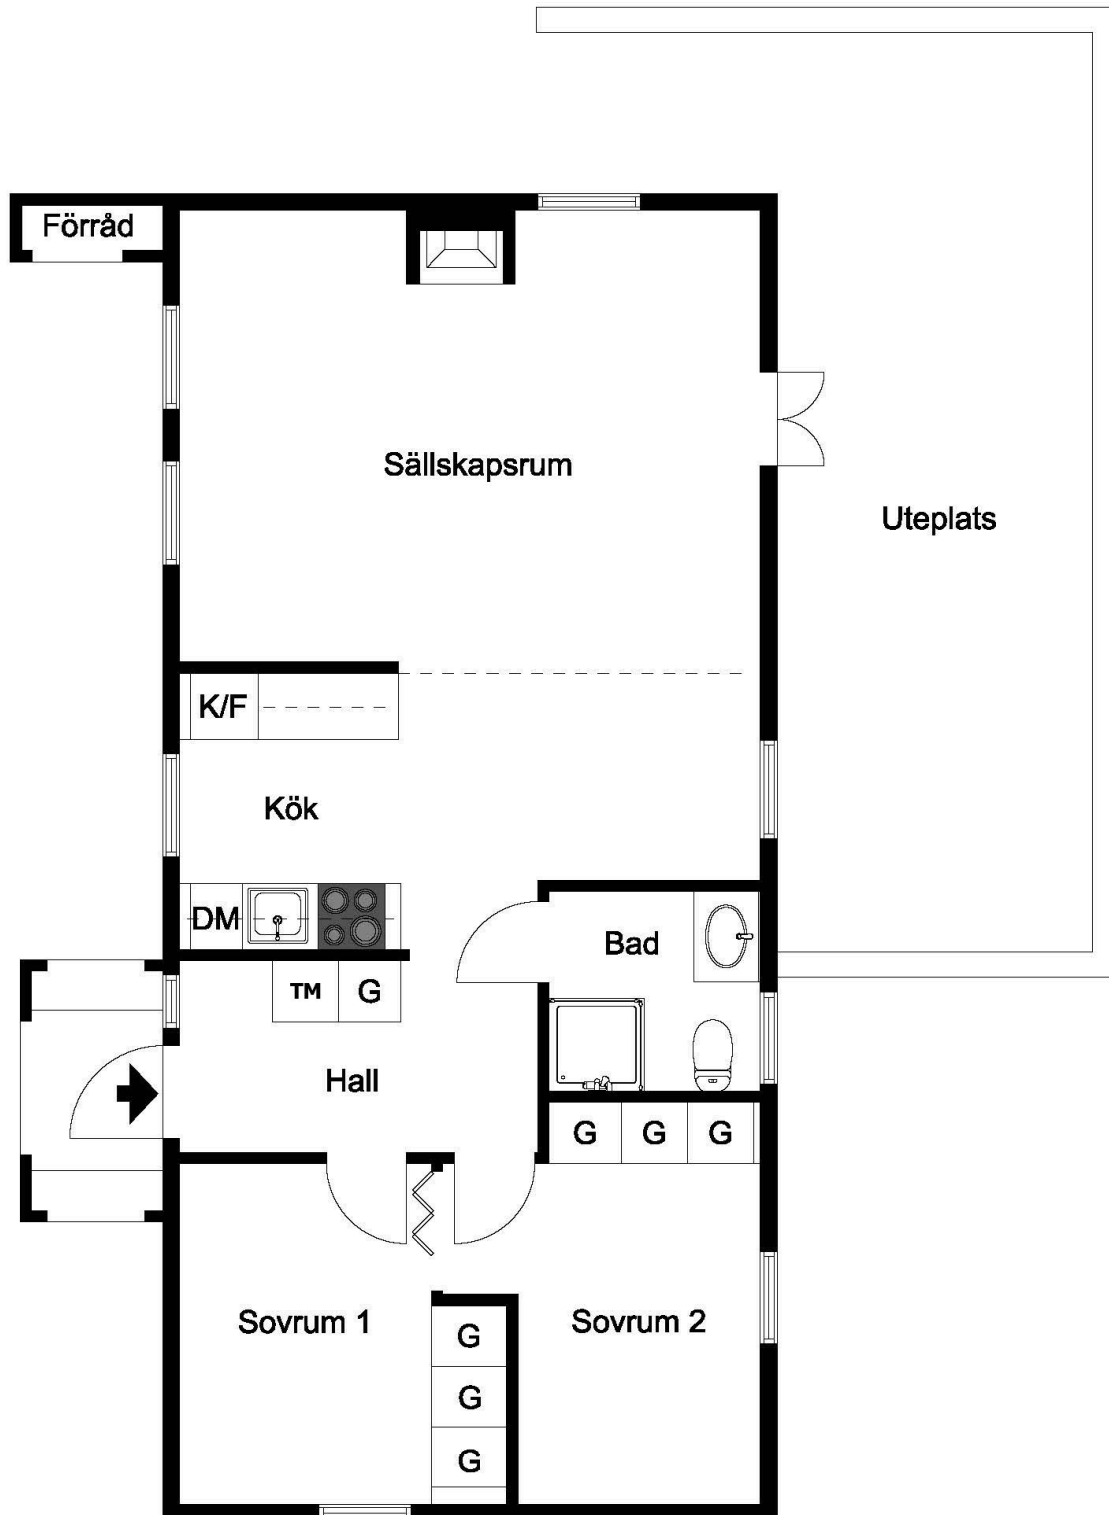 Förråd
Sällskapsrum
Uteplats
K/F
Kök
DM
Bad
TM
G
Hall
G
G
G
Sovrum 1
Sovrum 2
G
G
G